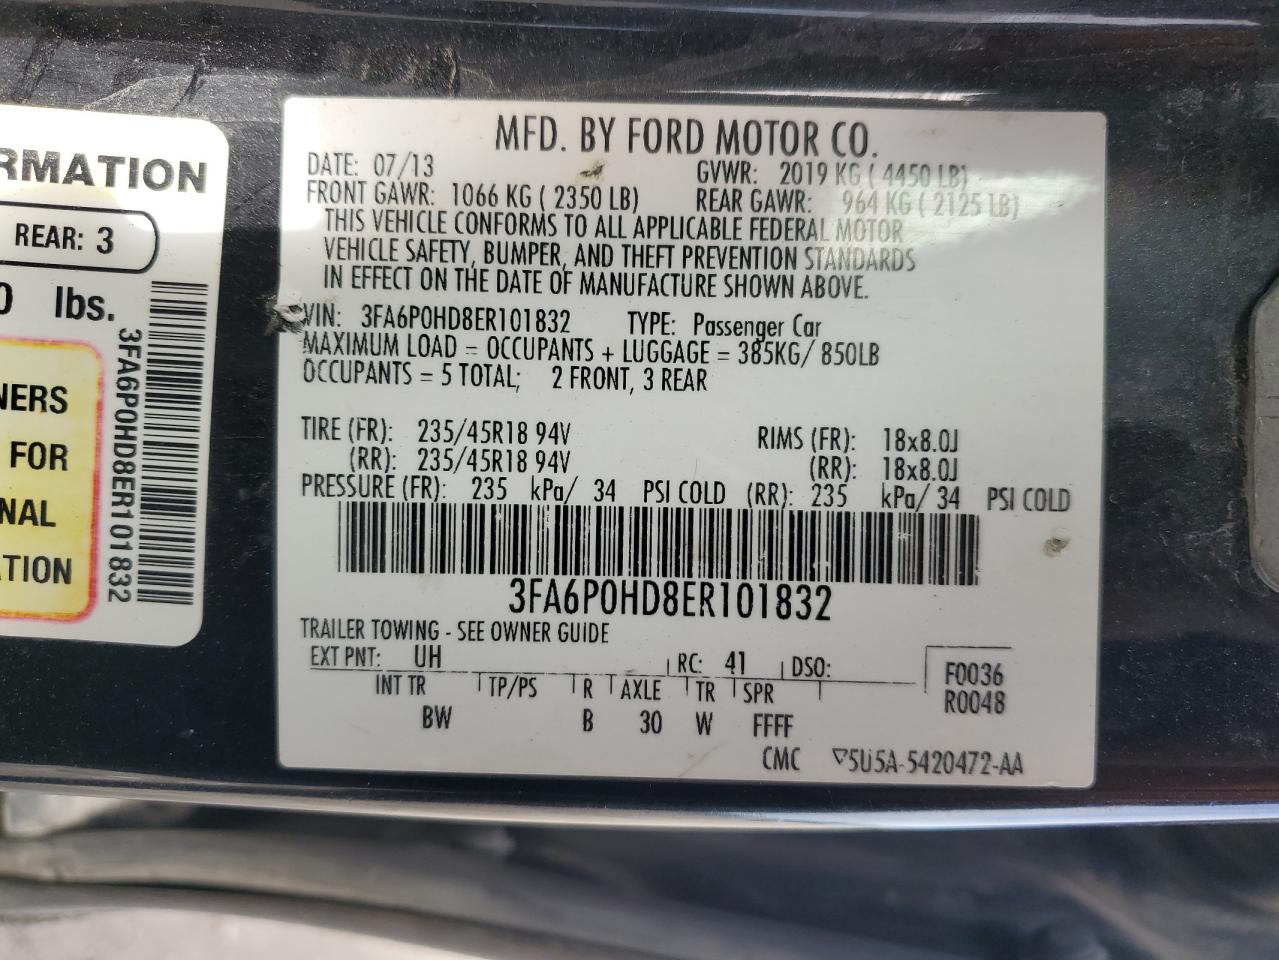 RMATION
REAR: 3
0 lbs.
3FA6P0HD8ER101832
NERS
FOR
NAL
TION
MFD. BY FORD MOTOR CO.
DATE: 07/13 GVWR: 2019 KG ( 4450 LB)
FRONT GAWR: 1066 KG ( 2350 LB) REAR GAWR: 964 KG ( 2125 LB)
THIS VEHICLE CONFORMS TO ALL APPLICABLE FEDERAL MOTOR
VEHICLE SAFETY, BUMPER, AND THEFT PREVENTION STANDARDS
IN EFFECT ON THE DATE OF MANUFACTURE SHOWN ABOVE.
VIN: 3FA6P0HD8ER101832 TYPE: Passenger Car
MAXIMUM LOAD = OCCUPANTS + LUGGAGE = 385KG/ 850LB
OCCUPANTS = 5 TOTAL; 2 FRONT, 3 REAR
TIRE (FR): 235/45R18 94V RIMS (FR): 18x8.0J
(RR): 235/45R18 94V (RR): 18x8.0J
PRESSURE (FR): 235 kPa/ 34 PSI COLD (RR): 235 kPa/ 34 PSI COLD
3FA6P0HD8ER101832
TRAILER TOWING - SEE OWNER GUIDE
EXT PNT: UH RC: 41 DSO: F0036
INT TR TP/PS R AXLE TR SPR R0048
BW B 30 W FFFF
CMC ▽5U5A-5420472-AA